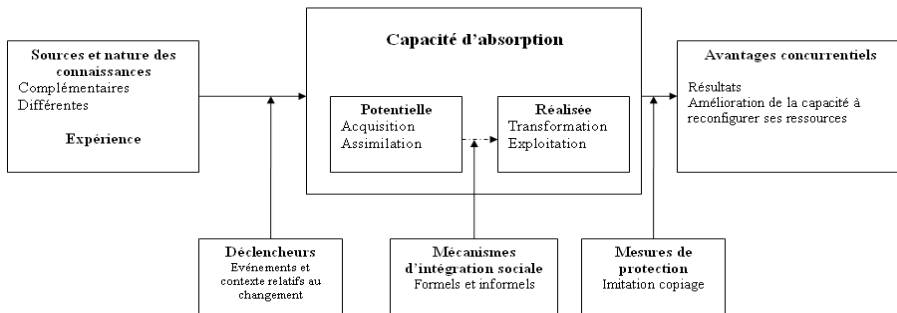 Sources et nature des
connaissances
Complémentaires
Différentes
Expérience
Capacité d'absorption
Potentielle
Acquisition
Assimilation
Réalisée
Transformation
Exploitation
Avantages concurrentiels
Résultats
Amélioration de la capacité à
reconfigurer ses ressources
Déclencheurs
Evénements et
contexte relatifs au
changement
Mécanismes
d'intégration sociale
Formels et informels
Mesures de
protection
Imitation copiage